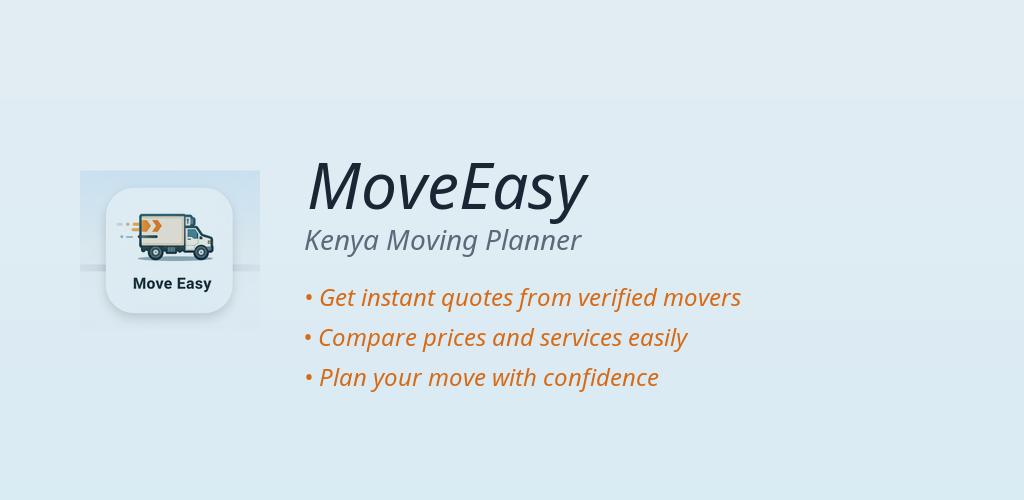 MoveEasy
Kenya Moving Planner
Move Easy
• Get instant quotes from verified movers
• Compare prices and services easily
• Plan your move with confidence